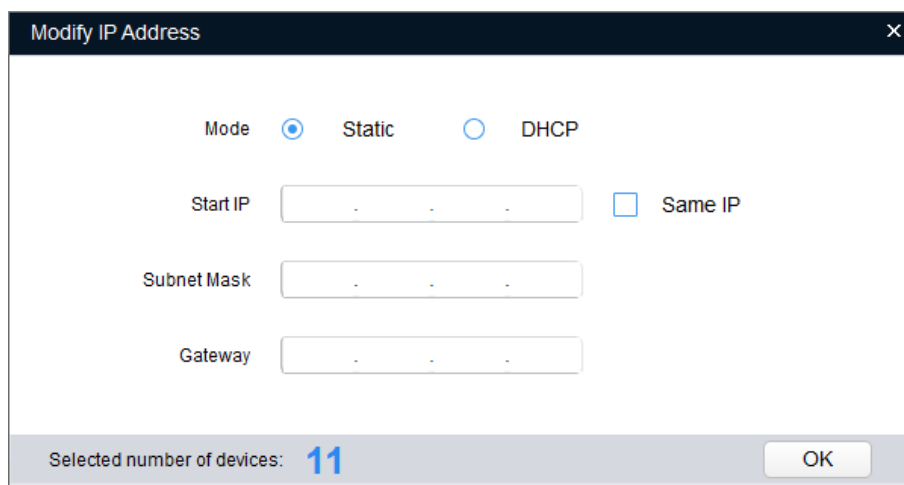 Modify IP Address
Mode Static DHCP
Start IP . . . Same IP
Subnet Mask . . .
Gateway . . .
Selected number of devices: 11 OK